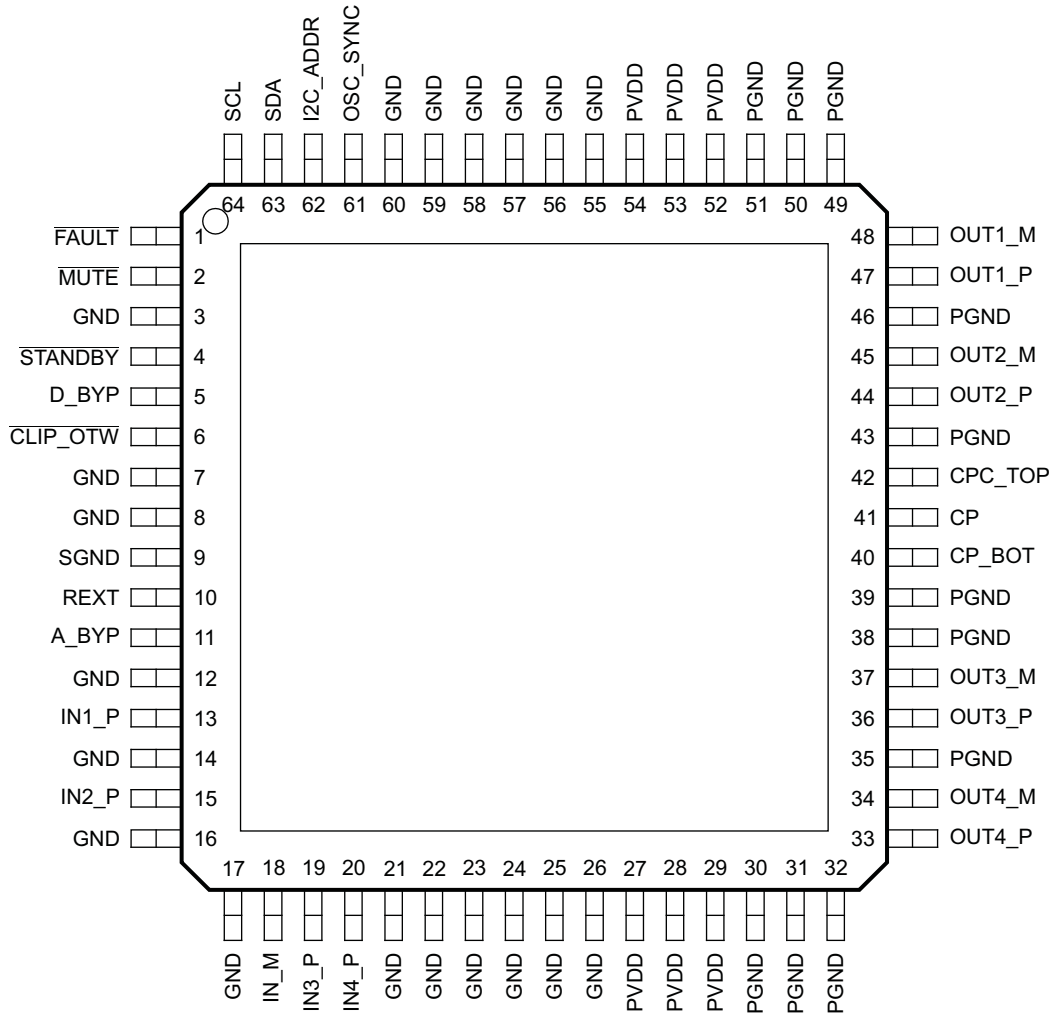 SCL
SDA
I2C_ADDR
OSC_SYNC
GND
GND
GND
GND
GND
GND
PVDD
PVDD
PVDD
PGND
PGND
PGND
64 63 62 61 60 59 58 57 56 55 54 53 52 51 50 49
FAULT 1
MUTE 2
GND 3
STANDBY 4
D_BYP 5
CLIP_OTW 6
GND 7
GND 8
SGND 9
REXT 10
A_BYP 11
GND 12
IN1_P 13
GND 14
IN2_P 15
GND 16
48 OUT1_M
47 OUT1_P
46 PGND
45 OUT2_M
44 OUT2_P
43 PGND
42 CPC_TOP
41 CP
40 CP_BOT
39 PGND
38 PGND
37 OUT3_M
36 OUT3_P
35 PGND
34 OUT4_M
33 OUT4_P
17 18 19 20 21 22 23 24 25 26 27 28 29 30 31 32
GND
IN_M
IN3_P
IN4_P
GND
GND
GND
GND
GND
GND
PVDD
PVDD
PVDD
PGND
PGND
PGND